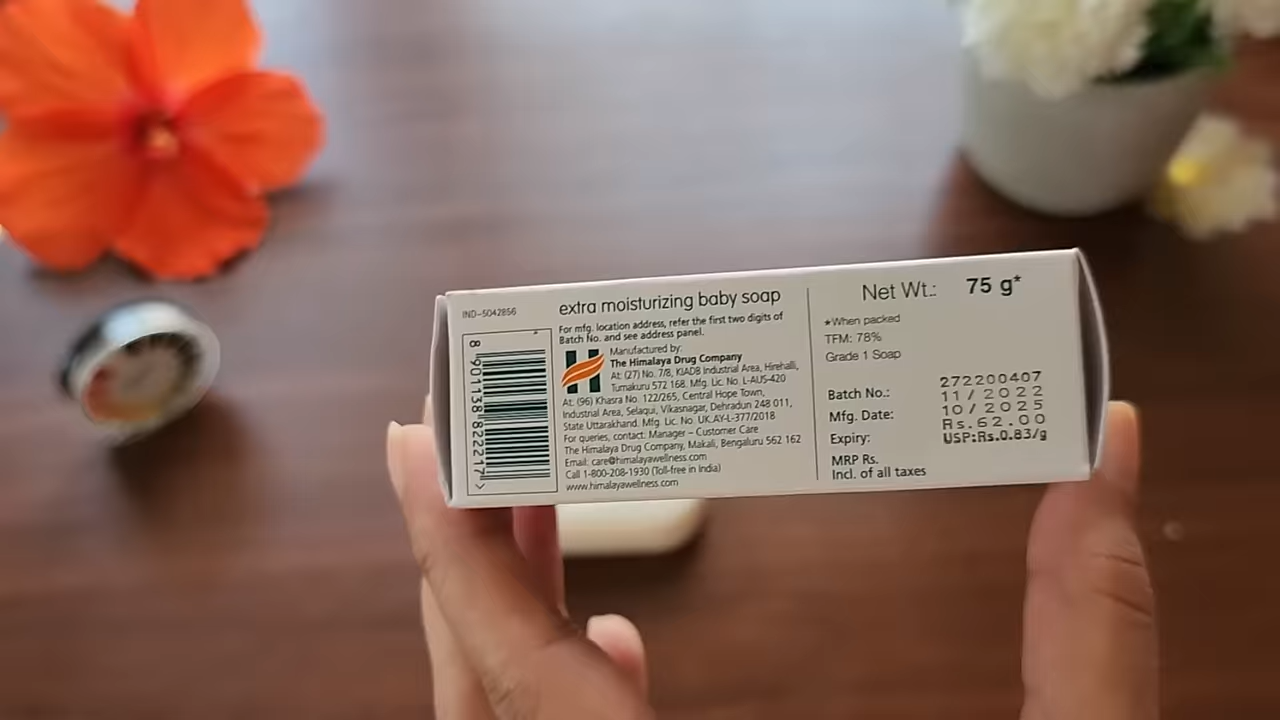 IND-5042856
8 901138 822217 >
extra moisturizing baby soap
For mfg. location address, refer the first two digits of
Batch No. and see address panel.
Manufactured by:
The Himalaya Drug Company
At: (27) No. 7/8, KIADB Industrial Area, Hirehalli,
Tumakuru 572 168. Mfg. Lic. No. L-AUS-420
At: (96) Khasra No. 122/265, Central Hope Town,
Industrial Area, Selaqui, Vikasnagar, Dehradun 248 011,
State Uttarakhand. Mfg. Lic. No. UK.AY-L-377/2018
For queries, contact: Manager – Customer Care
The Himalaya Drug Company, Makali, Bengaluru 562 162
Email: care@himalayawellness.com
Call 1-800-208-1930 (Toll-free in India)
www.himalayawellness.com
Net Wt.: 75 g*
*When packed
TFM: 78%
Grade 1 Soap
Batch No.: 272200407
Mfg. Date: 11/2022
Expiry: 10/2025
MRP Rs. Rs.62.00
Incl. of all taxes USP:Rs.0.83/g